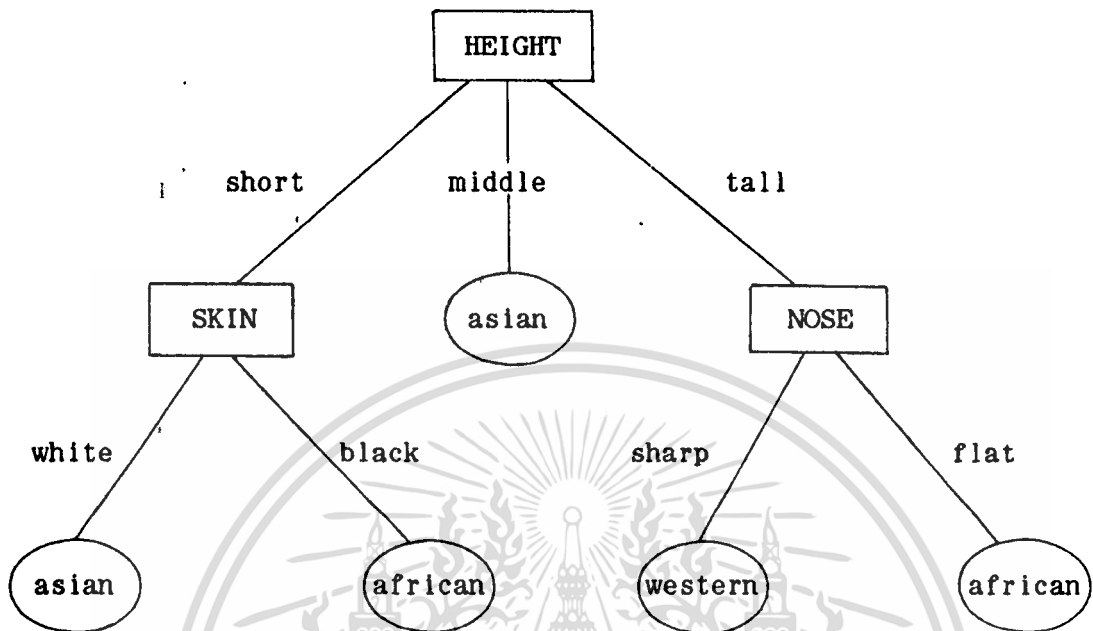 HEIGHT
short middle tall
SKIN asian NOSE
white black sharp flat
asian african western african